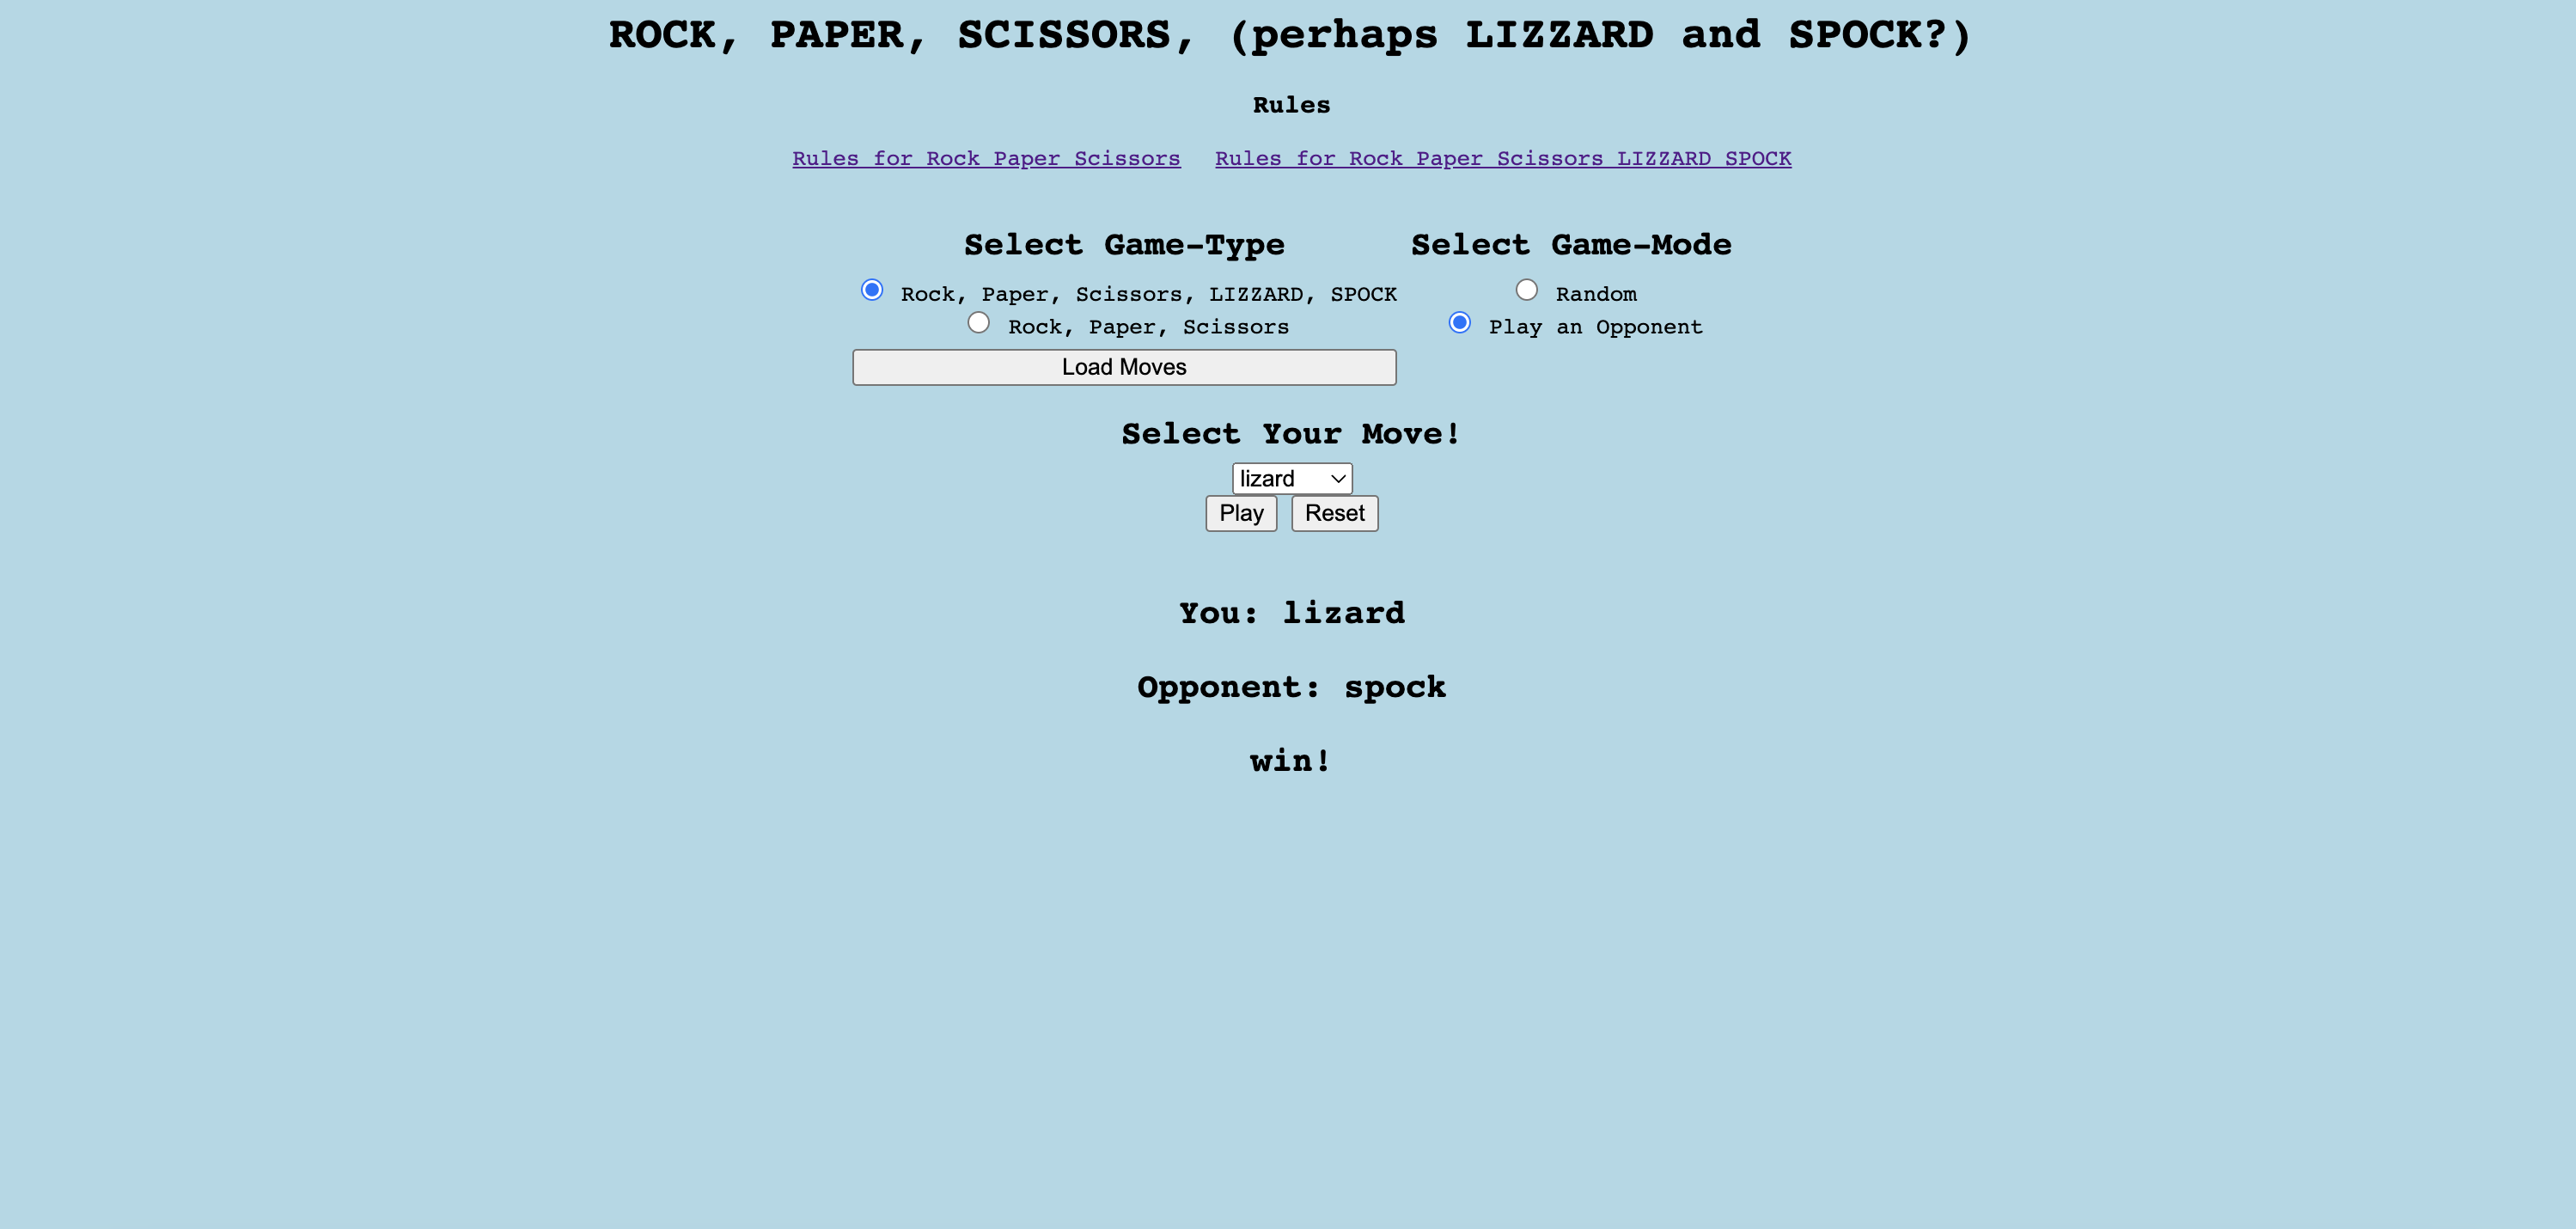 ROCK, PAPER, SCISSORS, (perhaps LIZZARD and SPOCK?)
Rules
Rules for Rock Paper Scissors Rules for Rock Paper Scissors LIZZARD SPOCK
Select Game-Type
Rock, Paper, Scissors, LIZZARD, SPOCK
Rock, Paper, Scissors
Load Moves
Select Game-Mode
Random
Play an Opponent
Select Your Move!
lizard
Play Reset
You: lizard
Opponent: spock
win!